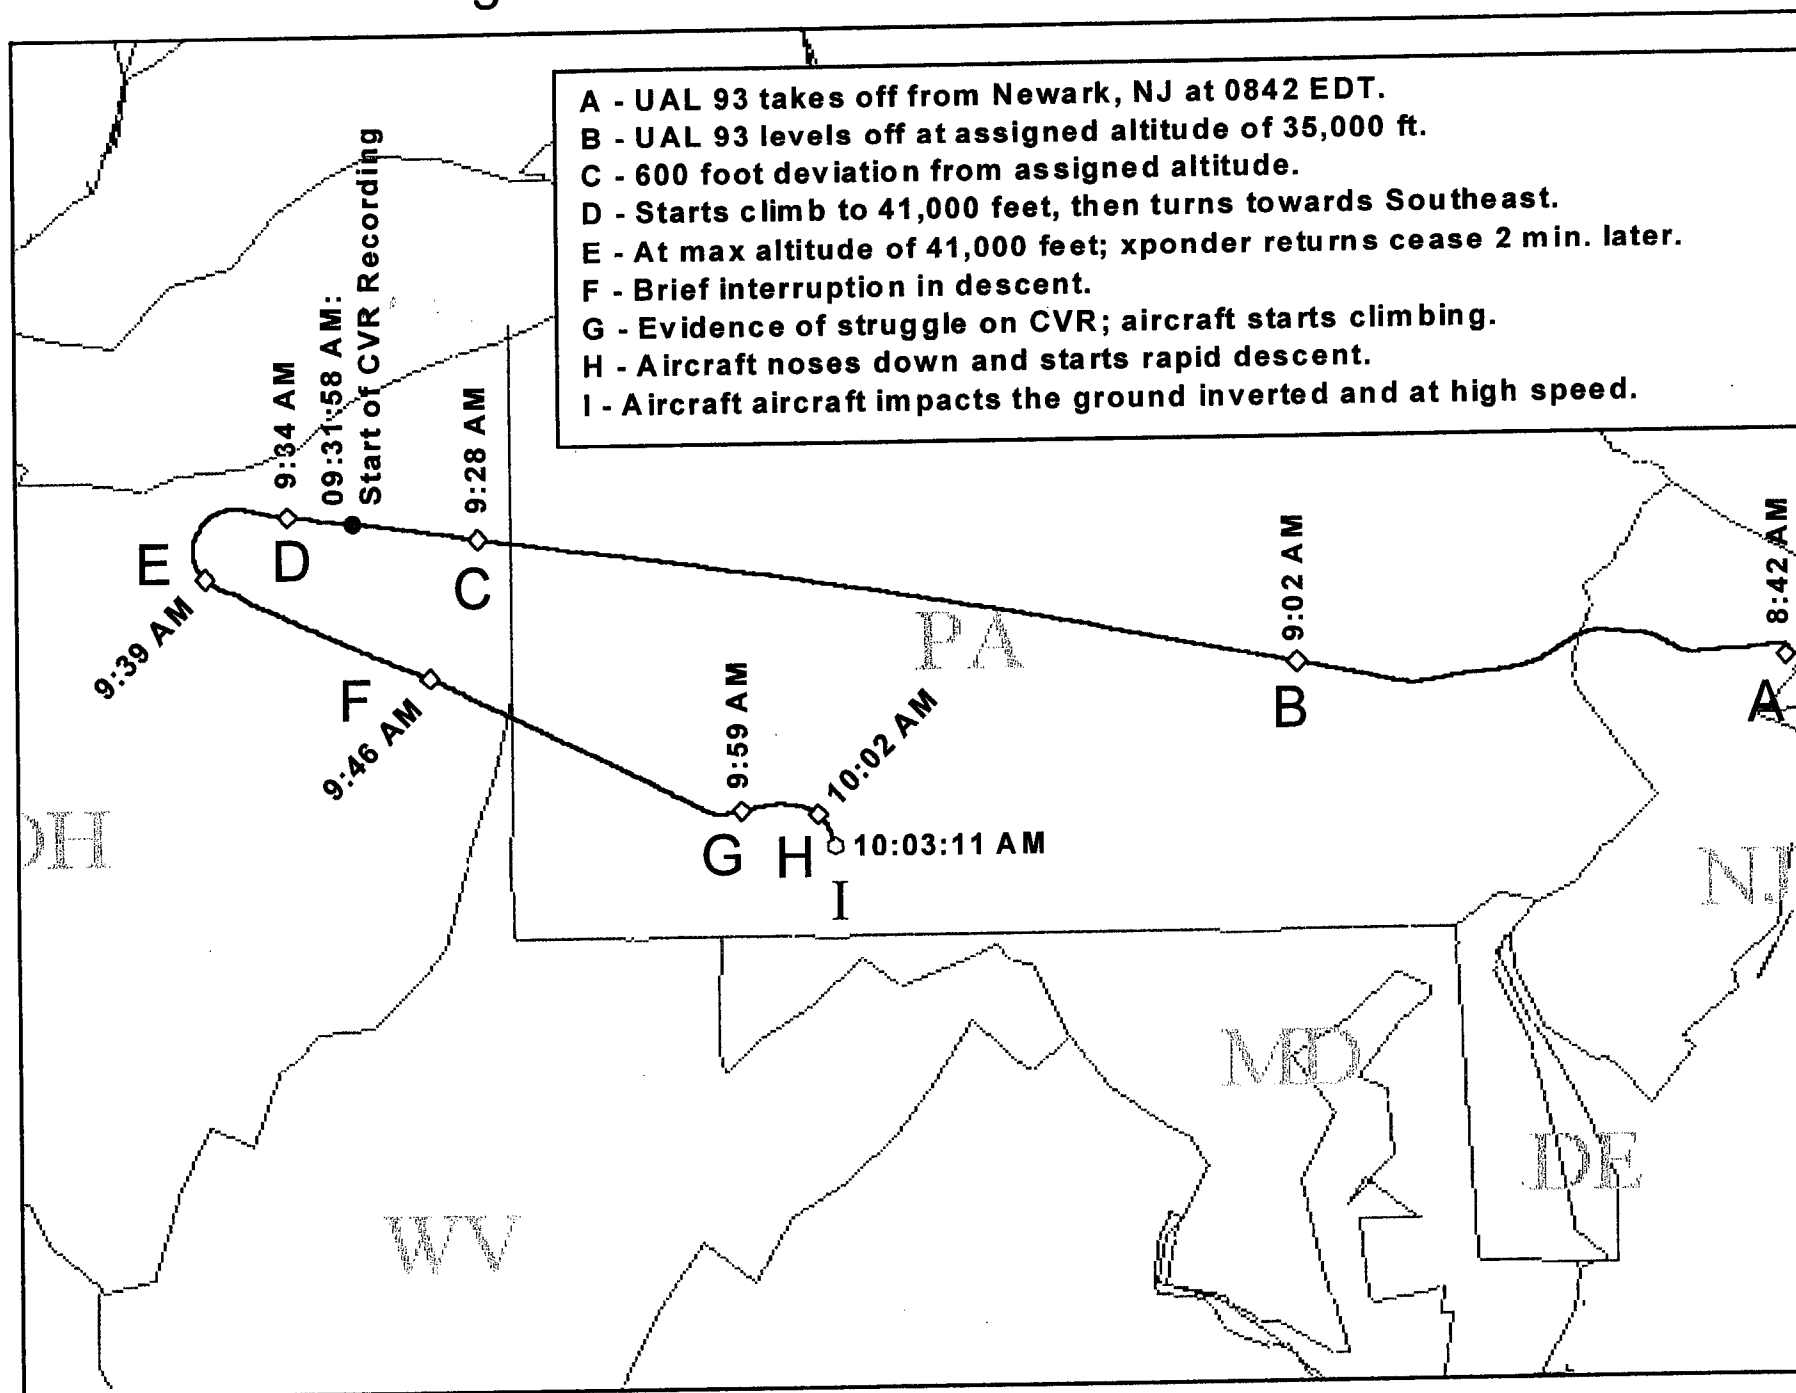 A - UAL 93 takes off from Newark, NJ at 0842 EDT.
B - UAL 93 levels off at assigned altitude of 35,000 ft.
C - 600 foot deviation from assigned altitude.
D - Starts climb to 41,000 feet, then turns towards Southeast.
E - At max altitude of 41,000 feet; xponder returns cease 2 min. later.
F - Brief interruption in descent.
G - Evidence of struggle on CVR; aircraft starts climbing.
H - Aircraft noses down and starts rapid descent.
I - Aircraft aircraft impacts the ground inverted and at high speed.
9:34 AM
09:31:58 AM:
Start of CVR Recording
9:28 AM
9:02 AM
8:42 AM
E
D
C
B
A
PA
9:39 AM
F
9:46 AM
9:59 AM
10:02 AM
G
H
10:03:11 AM
I
OH
NJ
MD
DE
WV